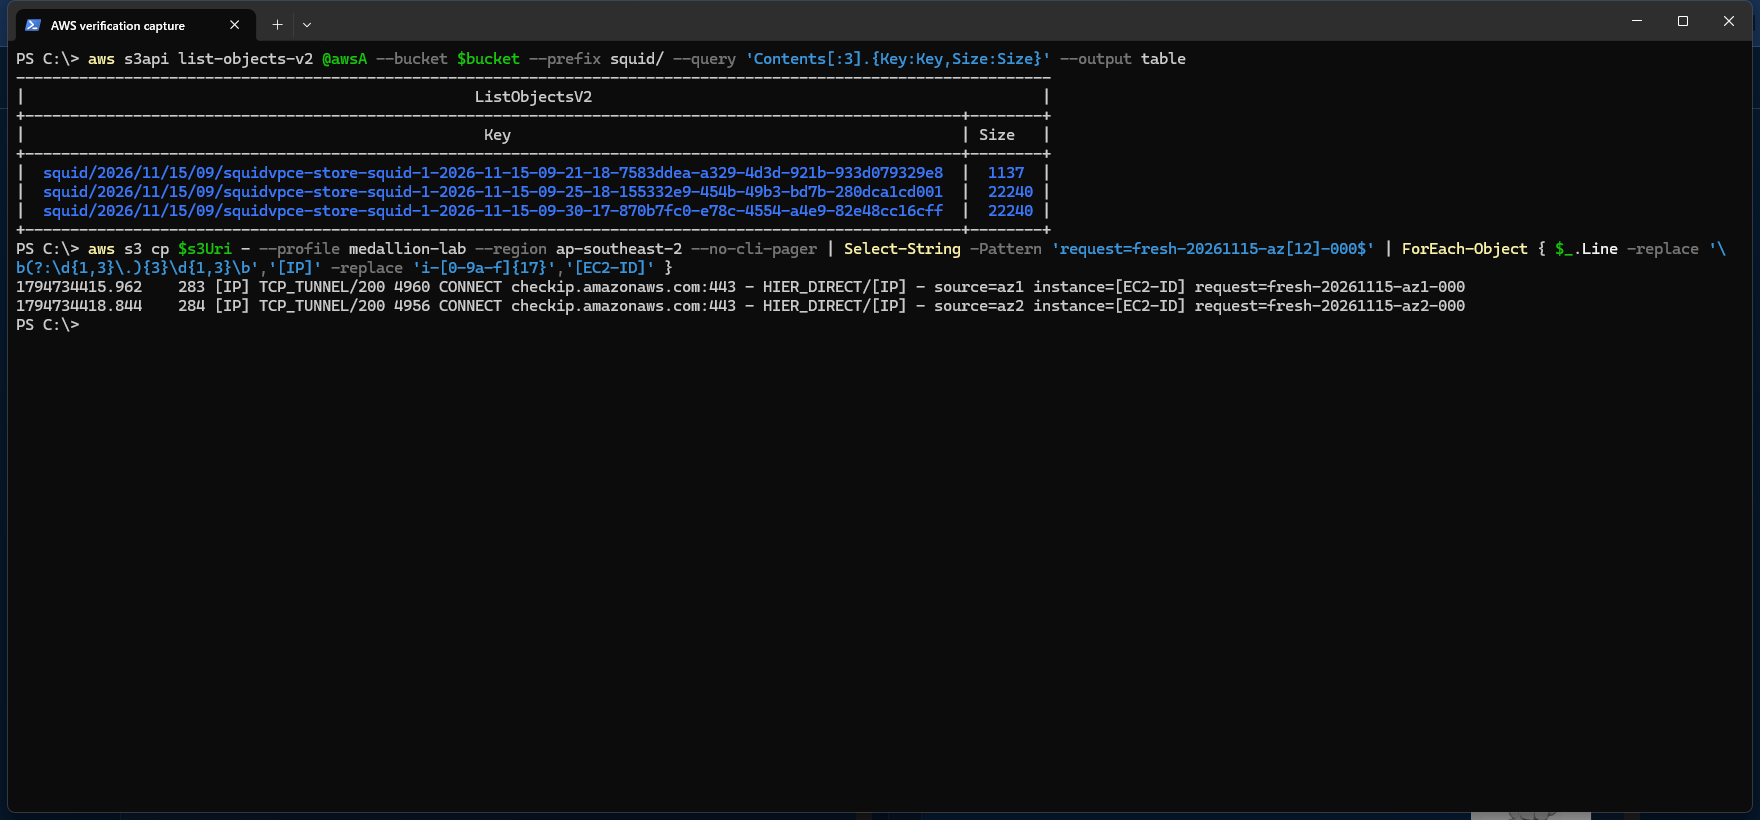 AWS verification capture
PS C:\> aws s3api list-objects-v2 @awsA --bucket $bucket --prefix squid/ --query 'Contents[:3].{Key:Key,Size:Size}' --output table
| ListObjectsV2 |
| Key | Size |
| squid/2026/11/15/09/squidvpce-store-squid-1-2026-11-15-09-21-18-7583ddea-a329-4d3d-921b-933d079329e8 | 1137 |
| squid/2026/11/15/09/squidvpce-store-squid-1-2026-11-15-09-25-18-155332e9-454b-49b3-bd7b-280dca1cd001 | 22240 |
| squid/2026/11/15/09/squidvpce-store-squid-1-2026-11-15-09-30-17-870b7fc0-e78c-4554-a4e9-82e48cc16cff | 22240 |
PS C:\> aws s3 cp $s3Uri - --profile medallion-lab --region ap-southeast-2 --no-cli-pager | Select-String -Pattern 'request=fresh-20261115-az[12]-000$' | ForEach-Object { $_.Line -replace '\
b(?:\d{1,3}\.){3}\d{1,3}\b','[IP]' -replace 'i-[0-9a-f]{17}','[EC2-ID]' }
1794734415.962    283 [IP] TCP_TUNNEL/200 4960 CONNECT checkip.amazonaws.com:443 - HIER_DIRECT/[IP] - source=az1 instance=[EC2-ID] request=fresh-20261115-az1-000
1794734418.844    284 [IP] TCP_TUNNEL/200 4956 CONNECT checkip.amazonaws.com:443 - HIER_DIRECT/[IP] - source=az2 instance=[EC2-ID] request=fresh-20261115-az2-000
PS C:\>